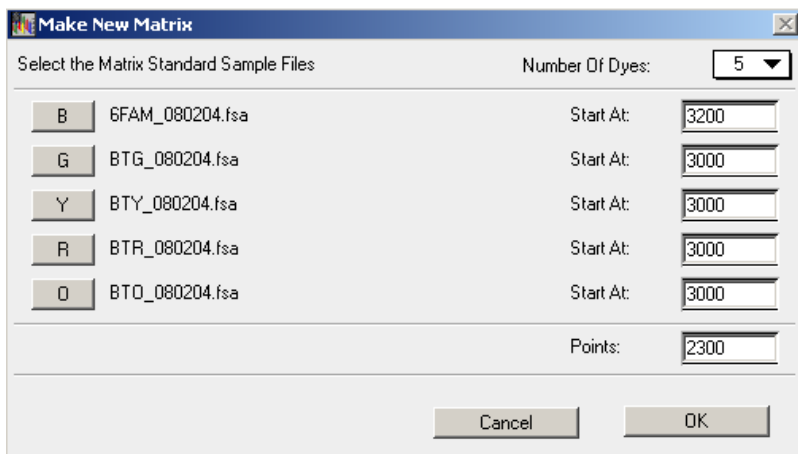 Make New Matrix
Select the Matrix Standard Sample Files Number Of Dyes: 5
B 6FAM_080204.fsa Start At: 3200
G BTG_080204.fsa Start At: 3000
Y BTY_080204.fsa Start At: 3000
R BTR_080204.fsa Start At: 3000
O BTO_080204.fsa Start At: 3000
Points: 2300
Cancel OK